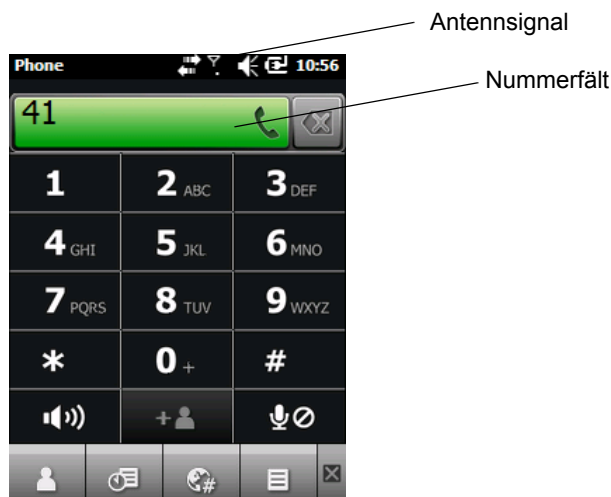 Antennsignal
Phone 10:56
Nummerfält
41
1 2 ABC 3 DEF
4 GHI 5 JKL 6 MNO
7 PQRS 8 TUV 9 WXYZ
* 0 + #
+
#